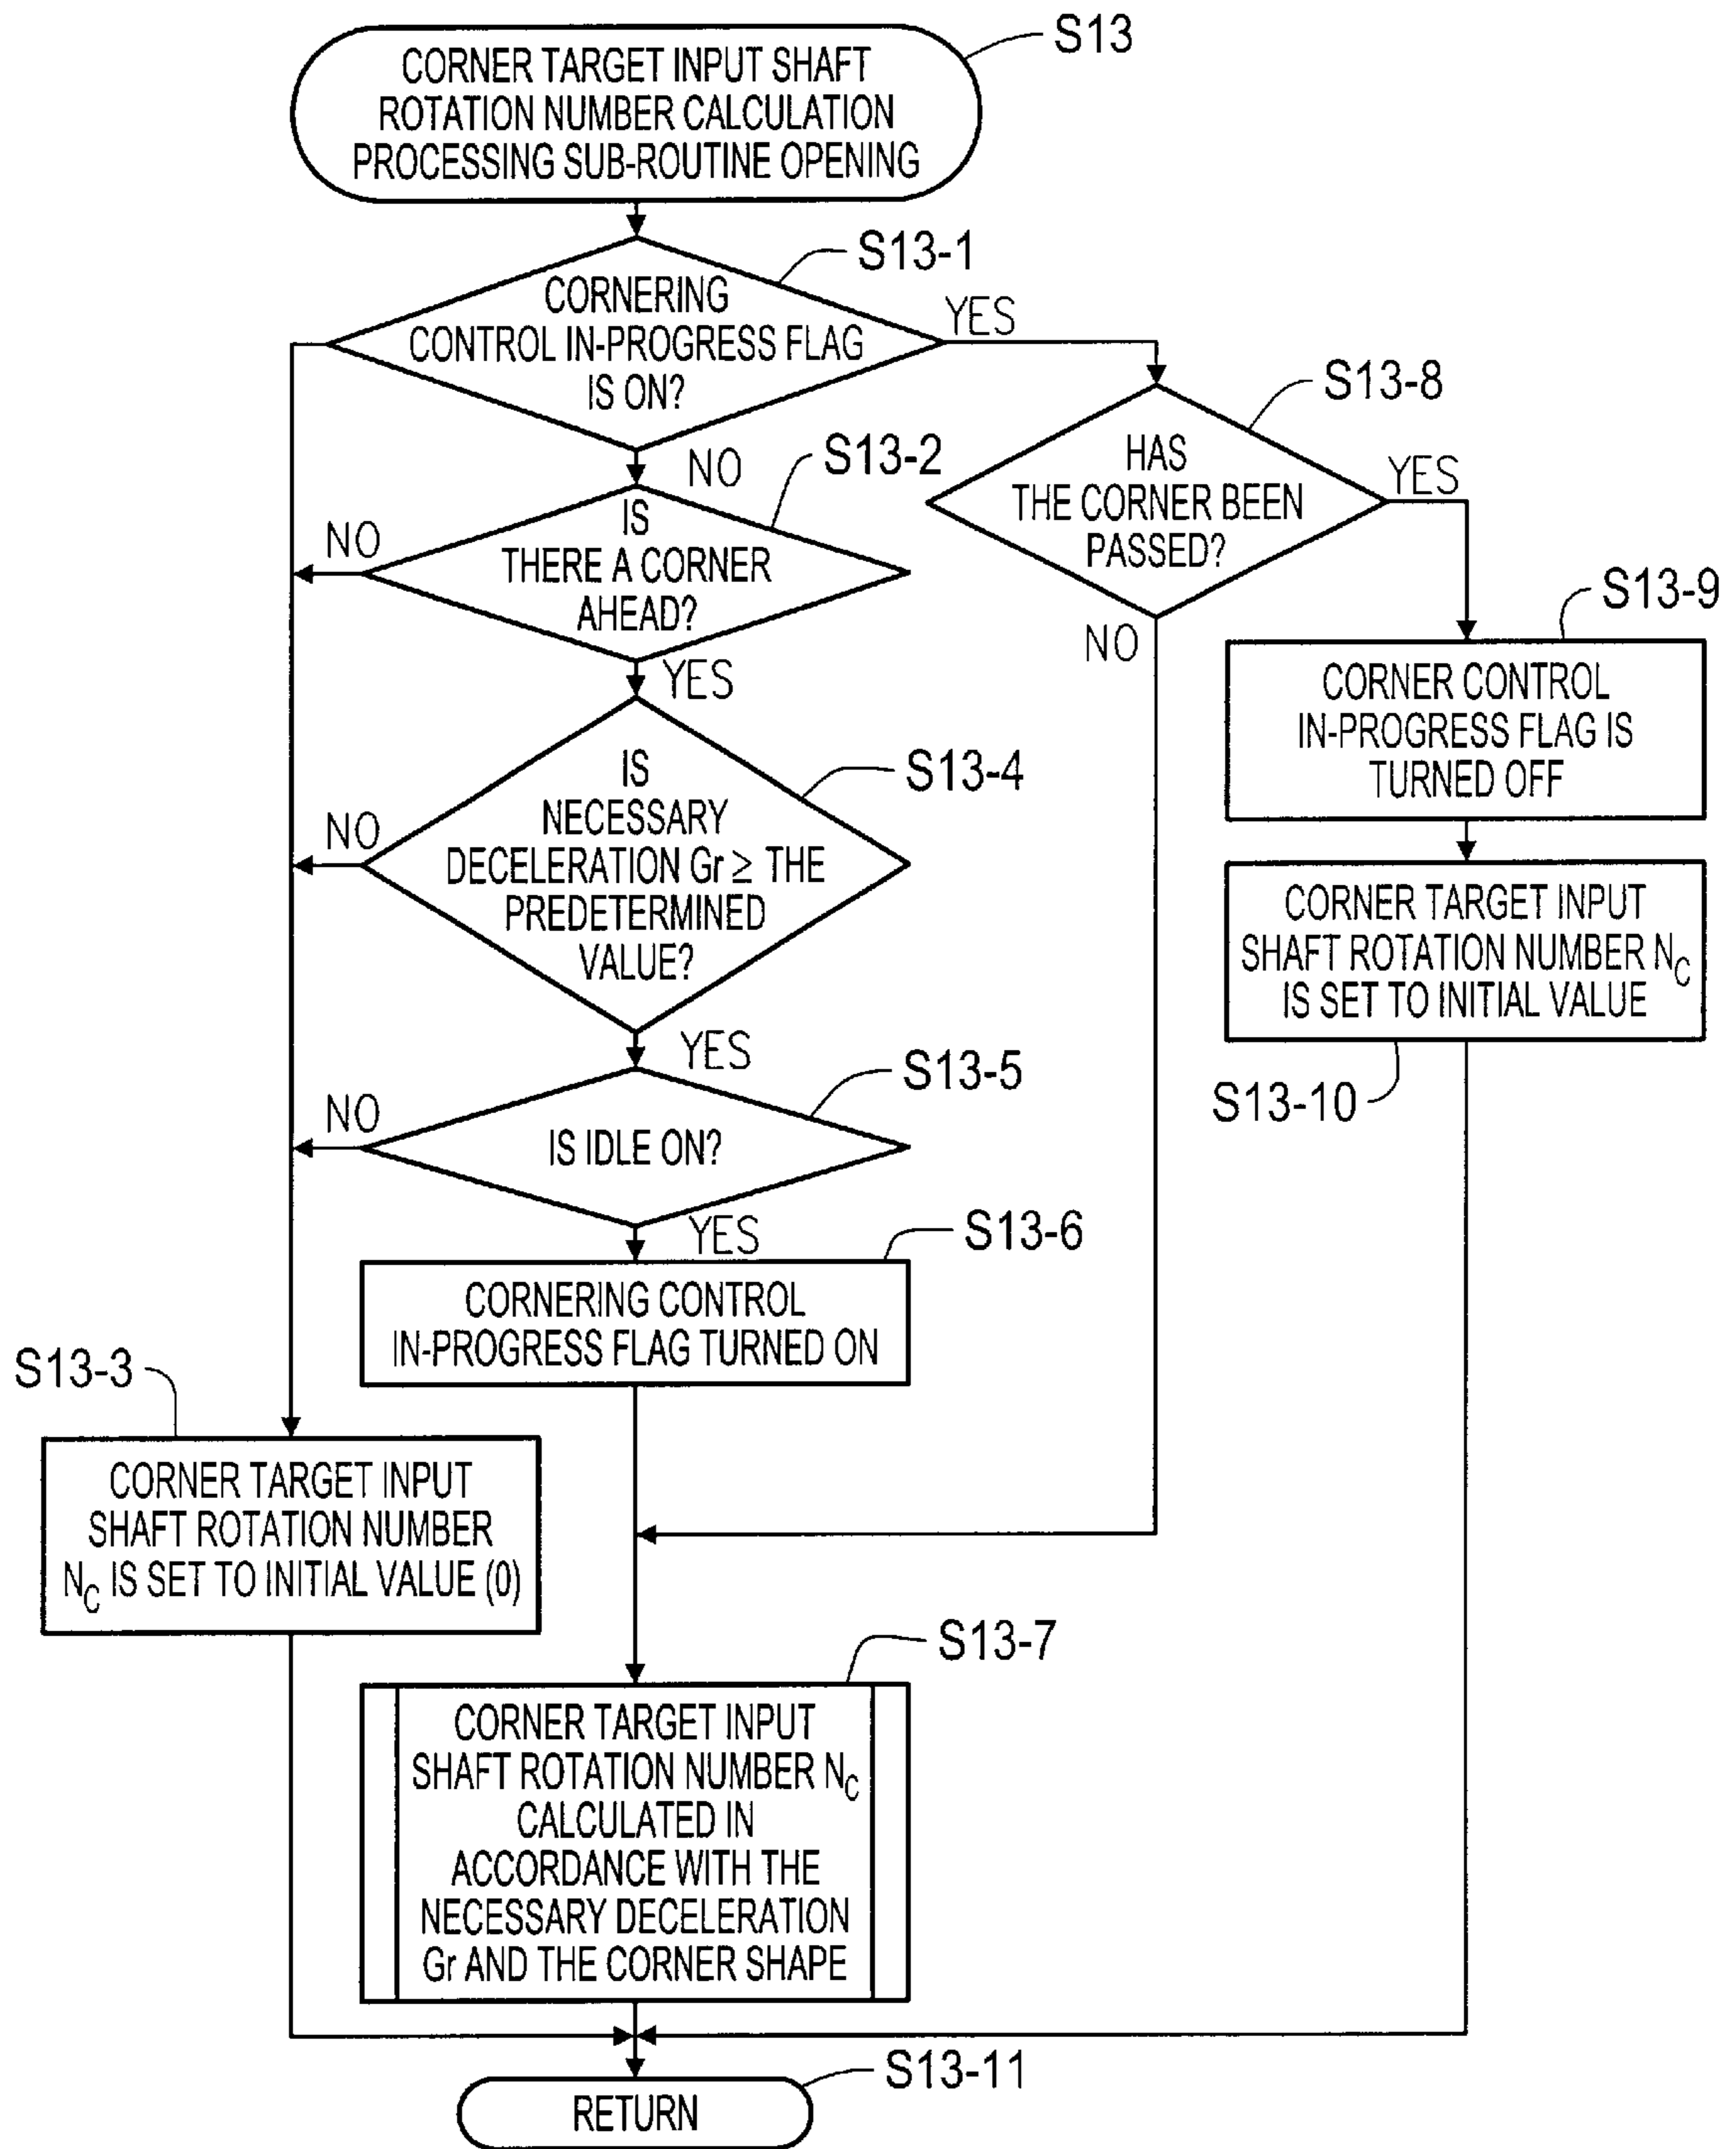 S13
CORNER TARGET INPUT SHAFT
ROTATION NUMBER CALCULATION
PROCESSING SUB-ROUTINE OPENING
S13-1
CORNERING
CONTROL IN-PROGRESS FLAG
IS ON?
YES
NO
S13-2
IS
THERE A CORNER
AHEAD?
NO
YES
S13-8
HAS
THE CORNER BEEN
PASSED?
YES
NO
S13-9
CORNER CONTROL
IN-PROGRESS FLAG IS
TURNED OFF
S13-4
IS
NECESSARY
DECELERATION Gr ≥ THE
PREDETERMINED
VALUE?
NO
YES
CORNER TARGET INPUT
SHAFT ROTATION NUMBER NC
IS SET TO INITIAL VALUE
S13-10
S13-5
IS IDLE ON?
NO
YES
S13-6
CORNERING CONTROL
IN-PROGRESS FLAG TURNED ON
S13-3
CORNER TARGET INPUT
SHAFT ROTATION NUMBER
NC IS SET TO INITIAL VALUE (0)
S13-7
CORNER TARGET INPUT
SHAFT ROTATION NUMBER NC
CALCULATED IN
ACCORDANCE WITH THE
NECESSARY DECELERATION
Gr AND THE CORNER SHAPE
S13-11
RETURN